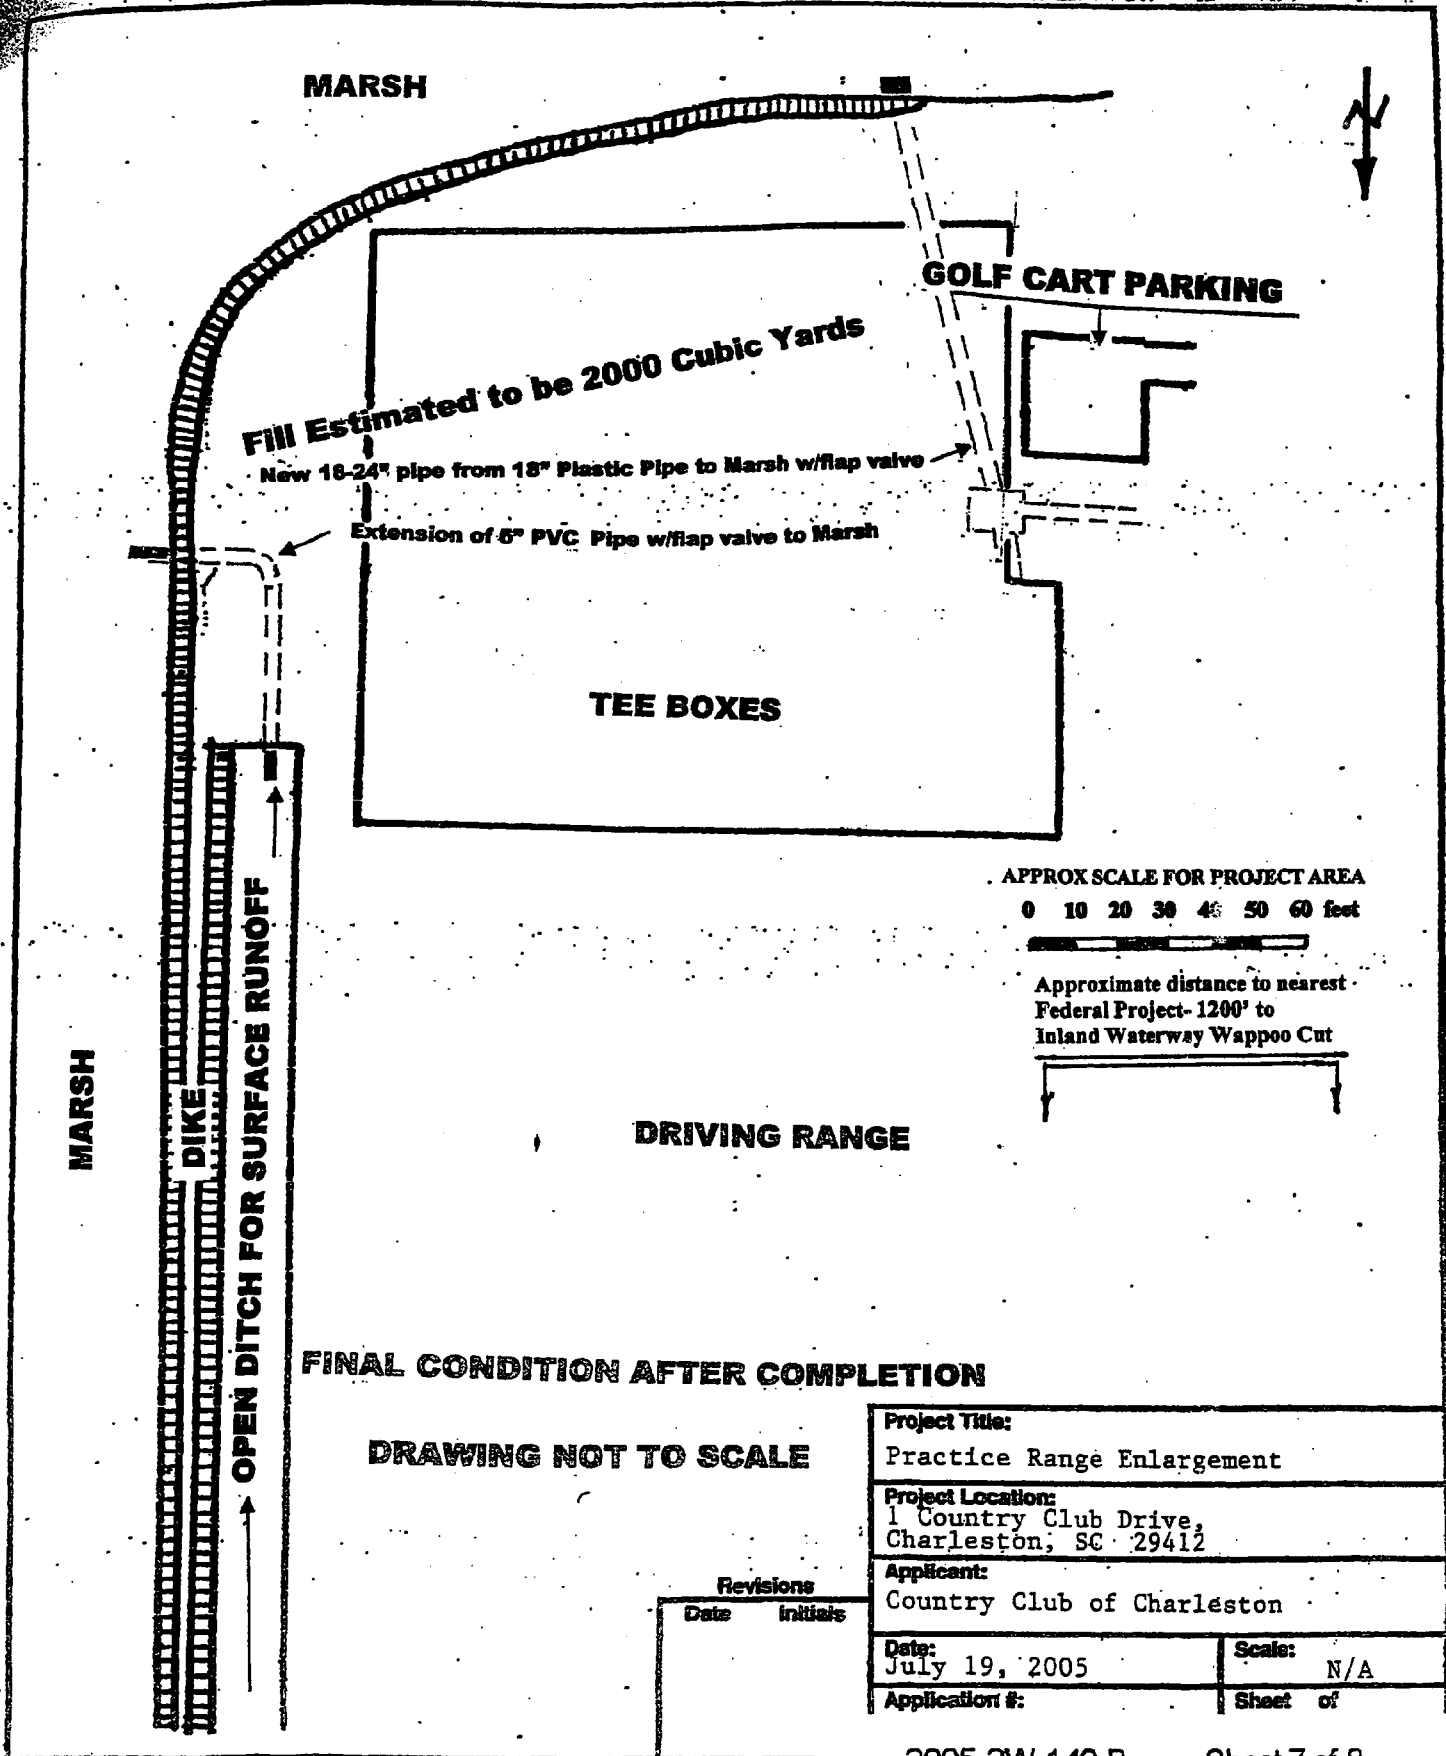 MARSH
N
GOLF CART PARKING
Fill Estimated to be 2000 Cubic Yards
New 18-24" pipe from 18" Plastic Pipe to Marsh w/flap valve
Extension of 6" PVC Pipe w/flap valve to Marsh
TEE BOXES
APPROX SCALE FOR PROJECT AREA
0 10 20 30 40 50 60 feet
Approximate distance to nearest
Federal Project- 1200' to
Inland Waterway Wappoo Cut
MARSH
DIKE
OPEN DITCH FOR SURFACE RUNOFF
DRIVING RANGE
FINAL CONDITION AFTER COMPLETION
DRAWING NOT TO SCALE
Revisions
Date Initials
Project Title:
Practice Range Enlargement
Project Location:
1 Country Club Drive,
Charleston, SC 29412
Applicant:
Country Club of Charleston
Date:
July 19, 2005
Scale:
N/A
Application #:
Sheet of